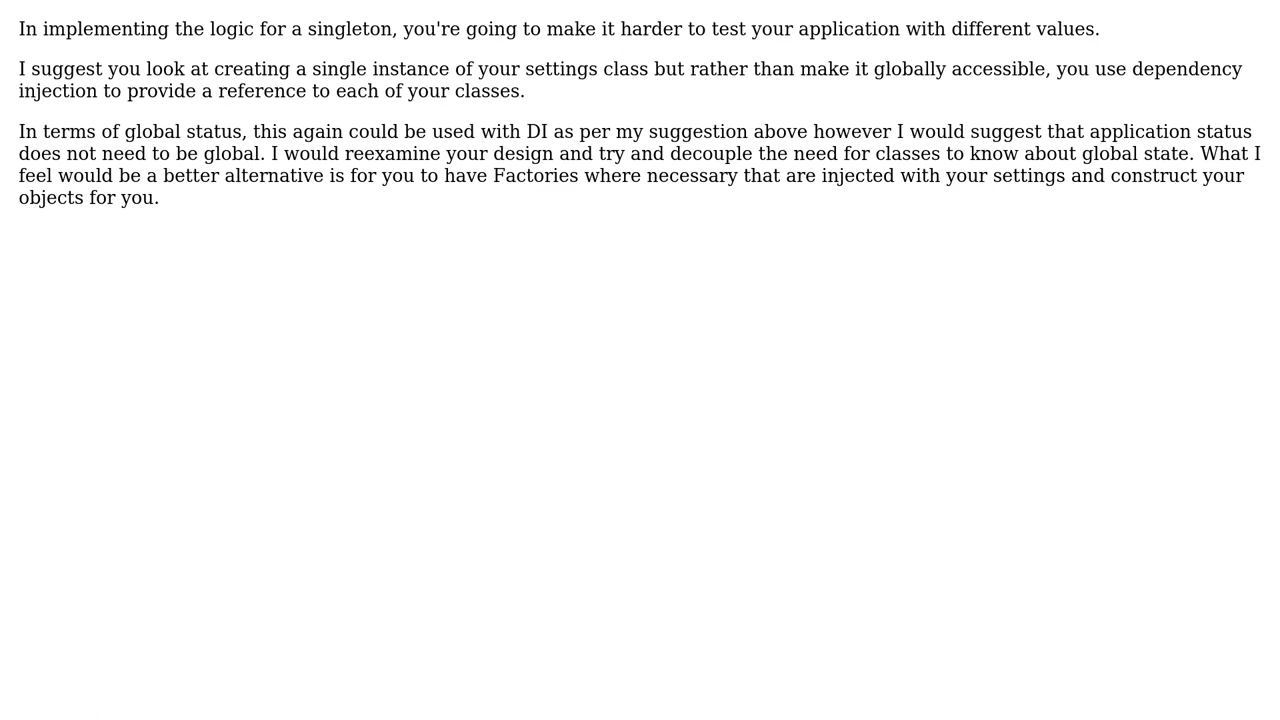 In implementing the logic for a singleton, you're going to make it harder to test your application with different values.
I suggest you look at creating a single instance of your settings class but rather than make it globally accessible, you use dependency
injection to provide a reference to each of your classes.
In terms of global status, this again could be used with DI as per my suggestion above however I would suggest that application status
does not need to be global. I would reexamine your design and try and decouple the need for classes to know about global state. What I
feel would be a better alternative is for you to have Factories where necessary that are injected with your settings and construct your
objects for you.